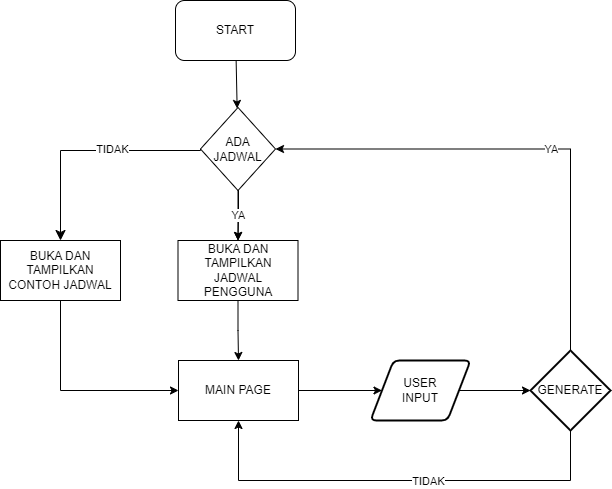 START
ADA
JADWAL
TIDAK
YA
YA
BUKA DAN
TAMPILKAN
CONTOH JADWAL
BUKA DAN
TAMPILKAN
JADWAL
PENGGUNA
MAIN PAGE
USER
INPUT
GENERATE
TIDAK